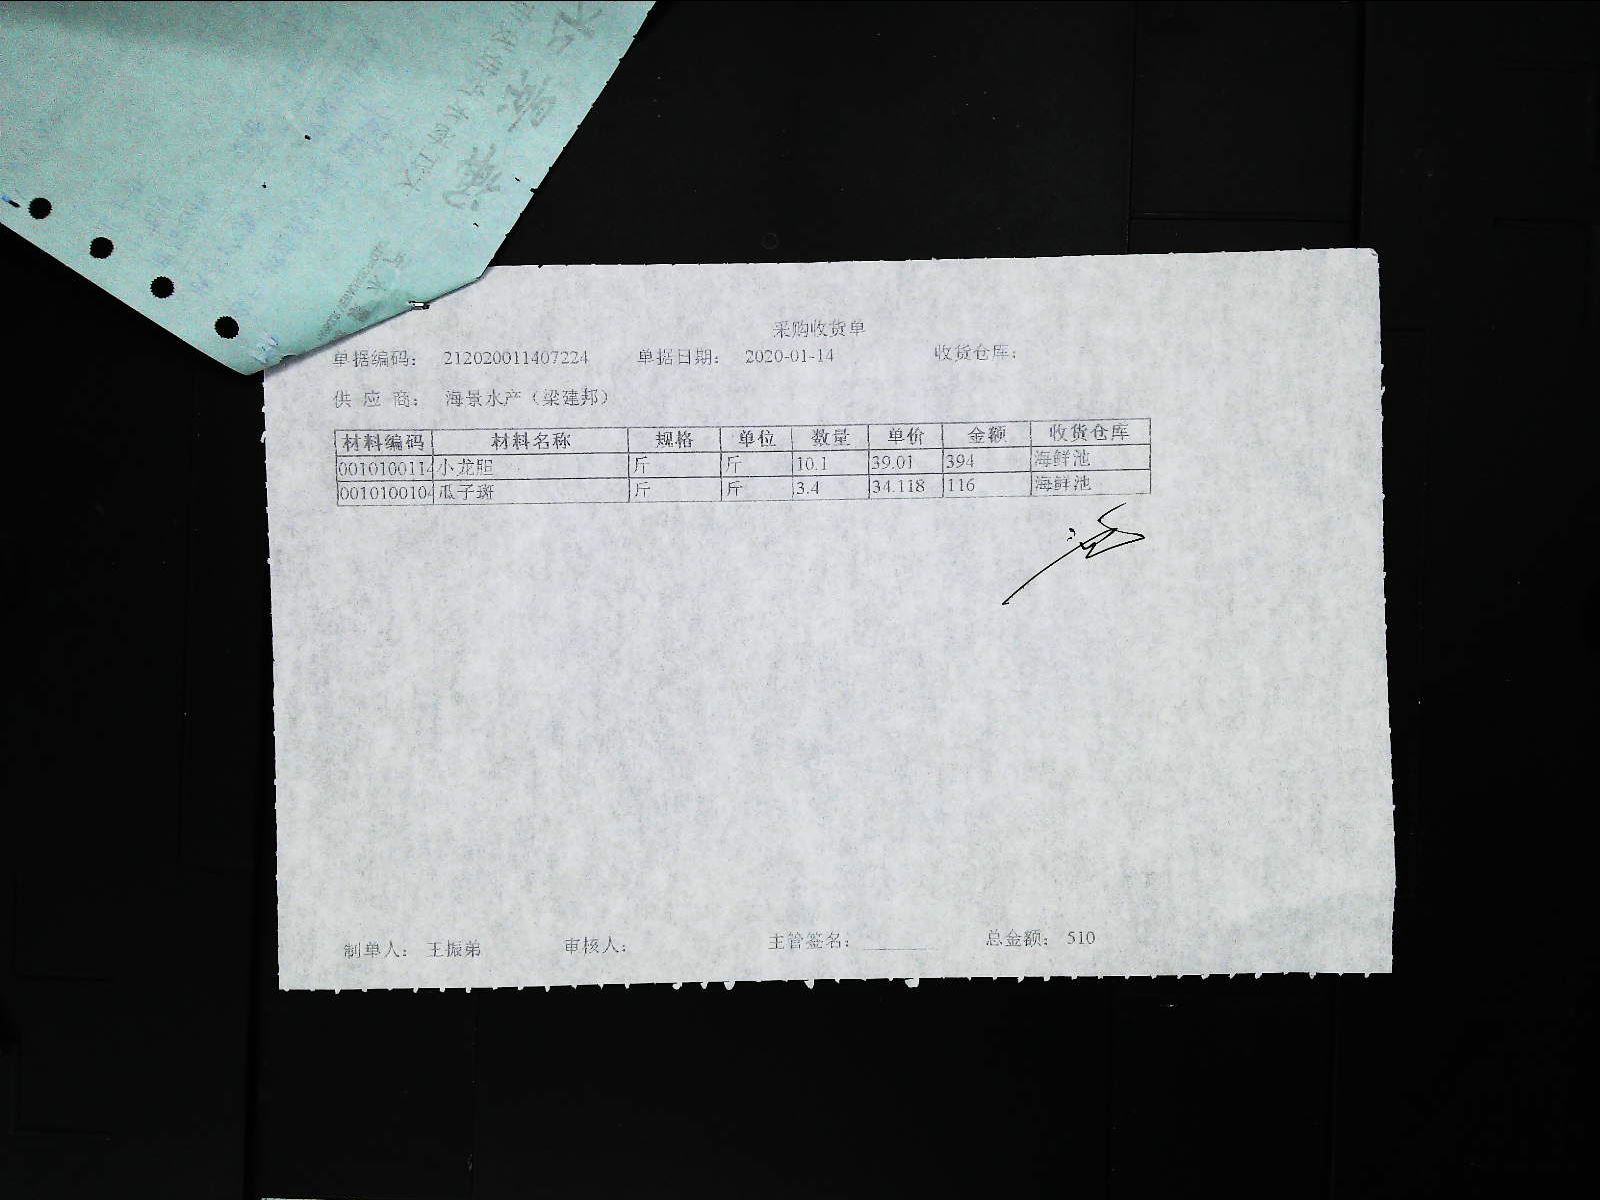 采购收货单
单据编码： 212020011407224 单据日期： 2020-01-14 收货仓库：
供 应 商： 海景水产（梁建邦）
材料编码 材料名称 规格 单位 数量 单价 金额 收货仓库
0010100114 小龙胆 斤 斤 10.1 39.01 394 海鲜池
0010100104 瓜子斑 斤 斤 3.4 34.118 116 海鲜池
制单人： 王振弟 审核人： 主管签名： 总金额： 510